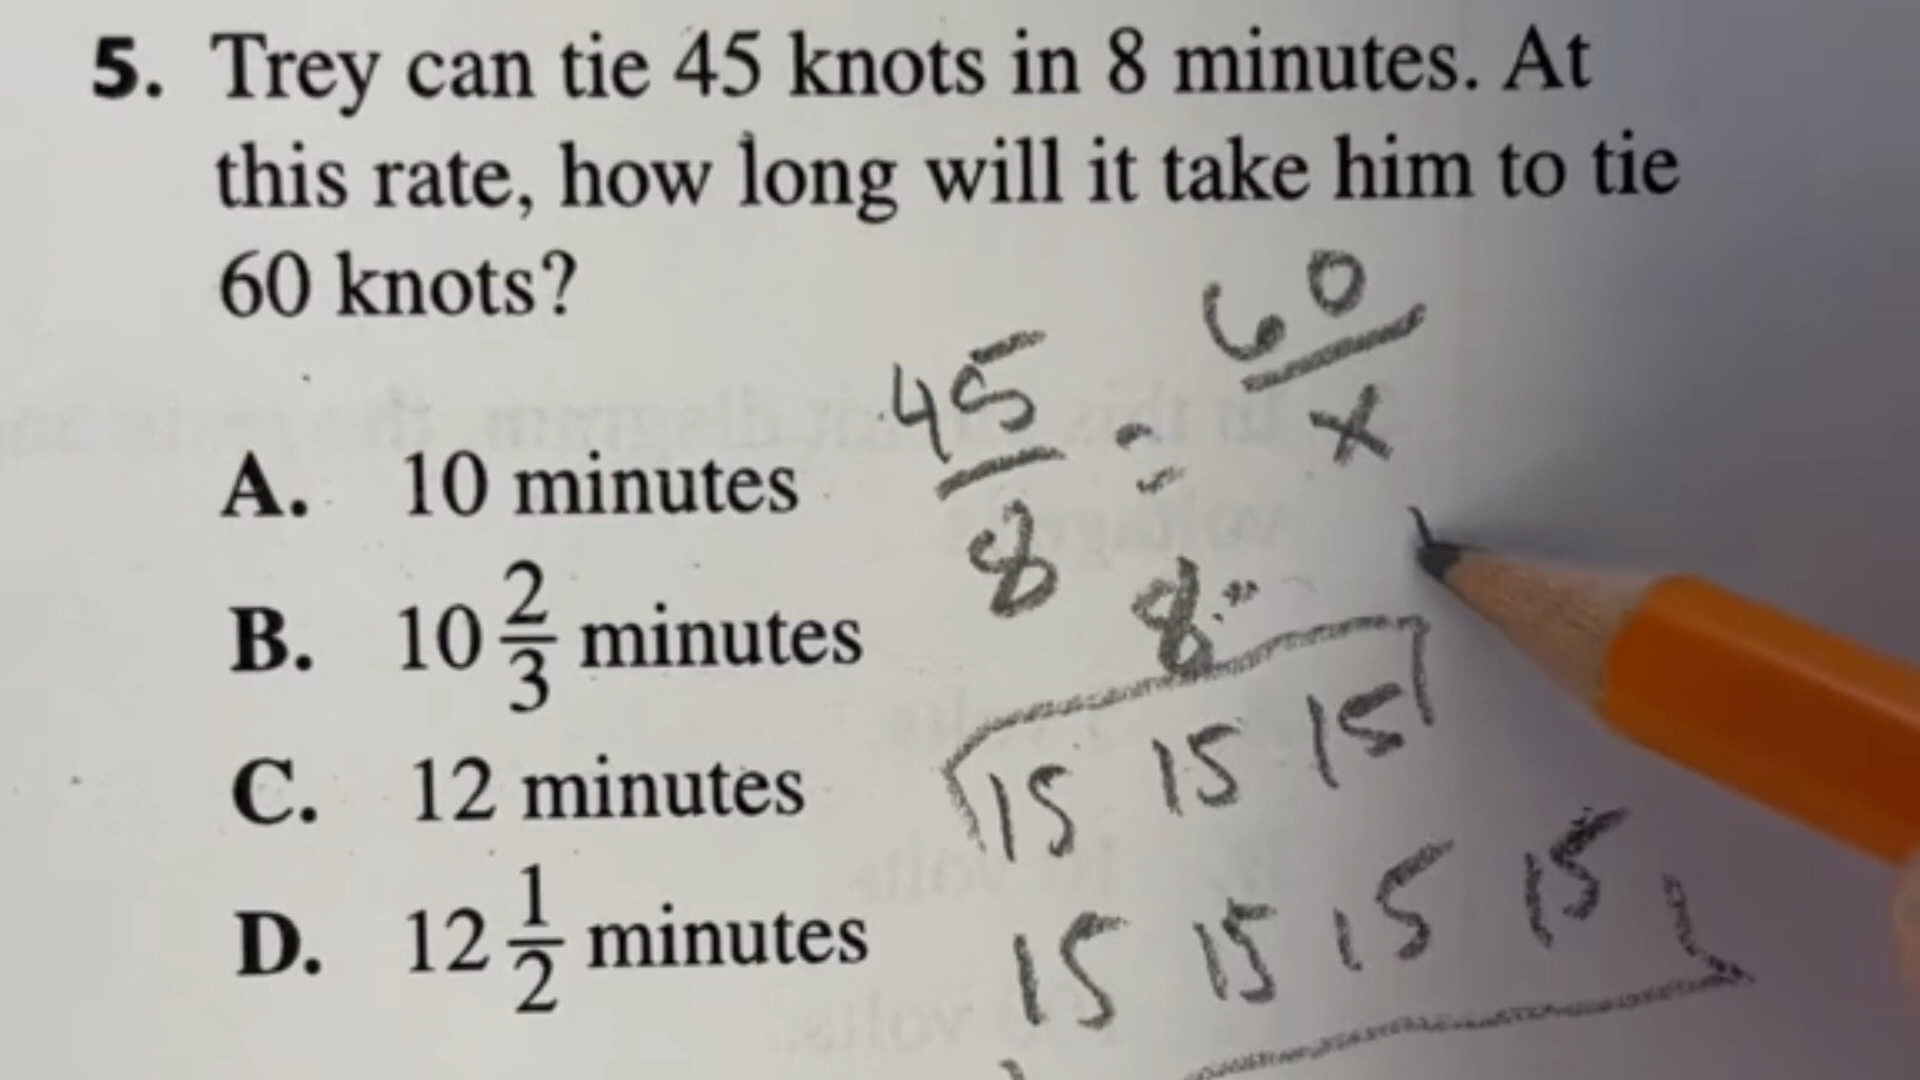 5. Trey can tie 45 knots in 8 minutes. At
this rate, how long will it take him to tie
60 knots?
45/8 = 60/x
A. 10 minutes
B. 10 2/3 minutes
C. 12 minutes
D. 12 1/2 minutes
8
15 15 15
15 15 15 15